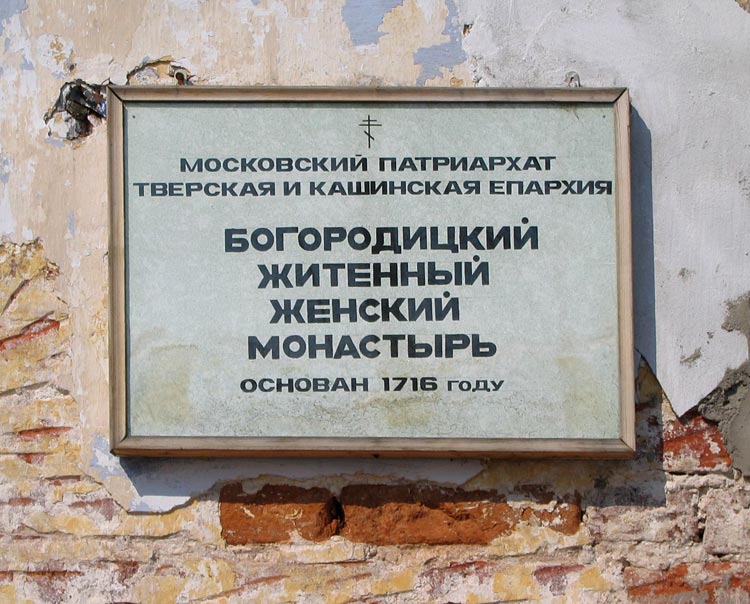 МОСКОВСКИЙ ПАТРИАРХАТ
ТВЕРСКАЯ И КАШИНСКАЯ ЕПАРХИЯ
БОГОРОДИЦКИЙ
ЖИТЕННЫЙ
ЖЕНСКИЙ
МОНАСТЫРЬ
ОСНОВАН 1716 ГОДУ